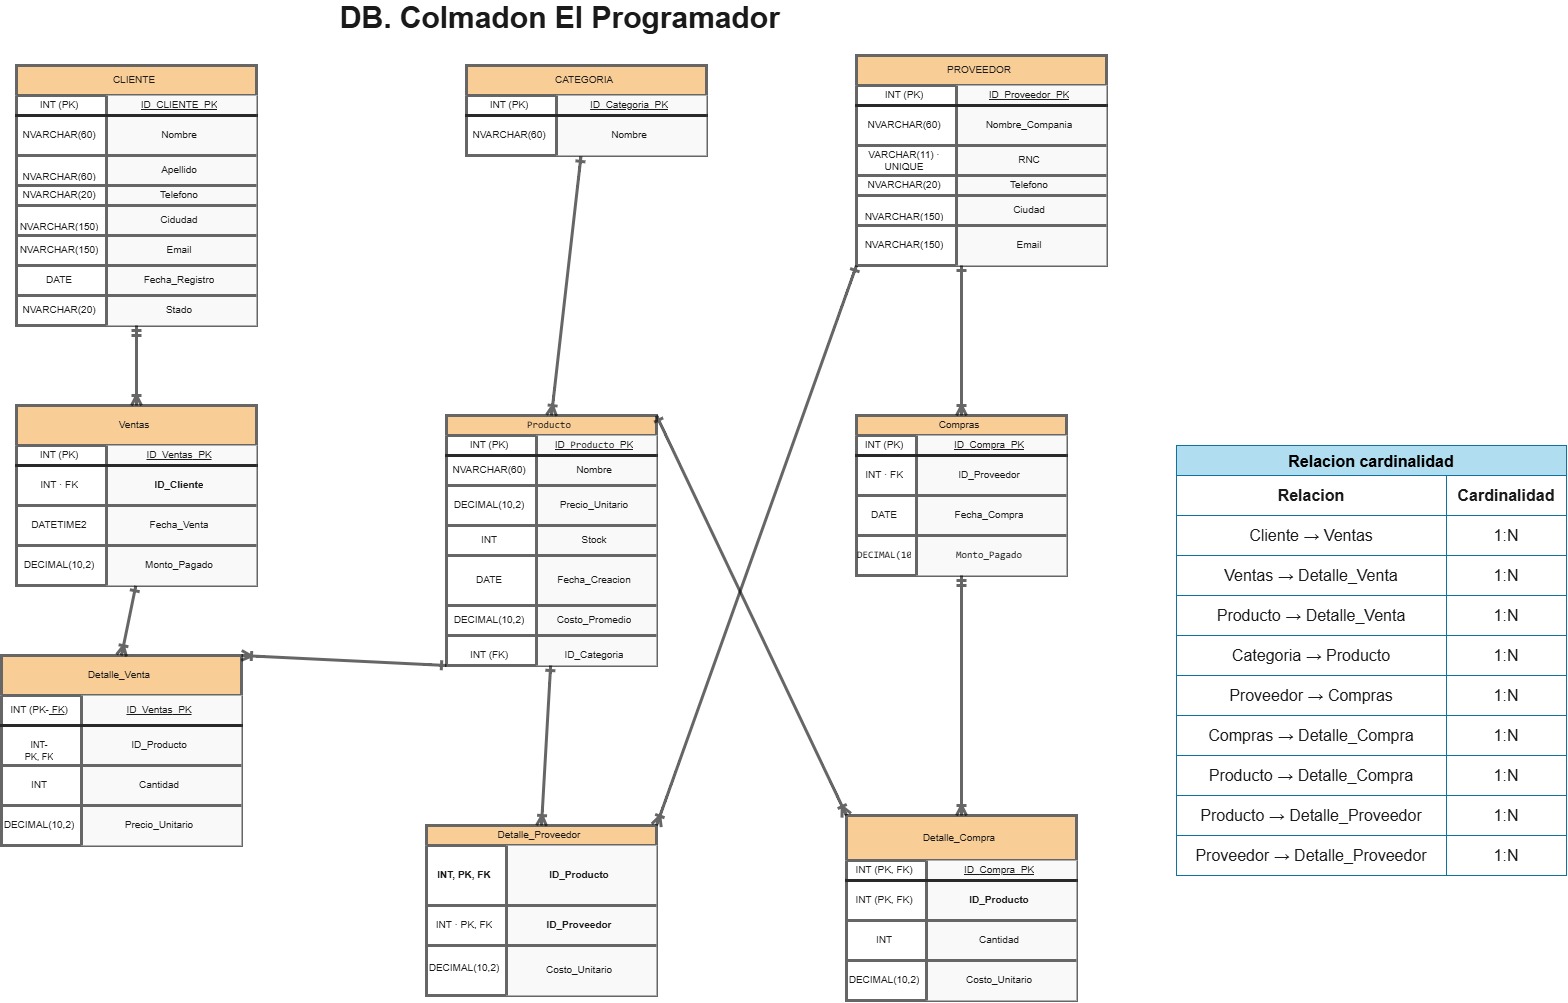 DB. Colmadon El Programador
CLIENTE
INT (PK) ID_CLIENTE_PK
NVARCHAR(60) Nombre
NVARCHAR(60) Apellido
NVARCHAR(20) Telefono
NVARCHAR(150) Cidudad
NVARCHAR(150) Email
DATE Fecha_Registro
NVARCHAR(20) Stado
CATEGORIA
INT (PK) ID_Categoria_PK
NVARCHAR(60) Nombre
PROVEEDOR
INT (PK) ID_Proveedor_PK
NVARCHAR(60) Nombre_Compania
VARCHAR(11) ·
UNIQUE RNC
NVARCHAR(20) Telefono
NVARCHAR(150) Ciudad
NVARCHAR(150) Email
Ventas
INT (PK) ID_Ventas_PK
INT · FK ID_Cliente
DATETIME2 Fecha_Venta
DECIMAL(10,2) Monto_Pagado
Producto
INT (PK) ID_Producto_PK
NVARCHAR(60) Nombre
DECIMAL(10,2) Precio_Unitario
INT Stock
DATE Fecha_Creacion
DECIMAL(10,2) Costo_Promedio
INT (FK) ID_Categoria
Compras
INT (PK) ID_Compra_PK
INT · FK ID_Proveedor
DATE Fecha_Compra
DECIMAL(10 Monto_Pagado
Detalle_Venta
INT (PK- FK) ID_Ventas_PK
INT-
PK, FK ID_Producto
INT Cantidad
DECIMAL(10,2) Precio_Unitario
Detalle_Proveedor
INT, PK, FK ID_Producto
INT · PK, FK ID_Proveedor
DECIMAL(10,2) Costo_Unitario
Detalle_Compra
INT (PK, FK) ID_Compra_PK
INT (PK, FK) ID_Producto
INT Cantidad
DECIMAL(10,2) Costo_Unitario
Relacion cardinalidad
Relacion Cardinalidad
Cliente → Ventas 1:N
Ventas → Detalle_Venta 1:N
Producto → Detalle_Venta 1:N
Categoria → Producto 1:N
Proveedor → Compras 1:N
Compras → Detalle_Compra 1:N
Producto → Detalle_Compra 1:N
Producto → Detalle_Proveedor 1:N
Proveedor → Detalle_Proveedor 1:N